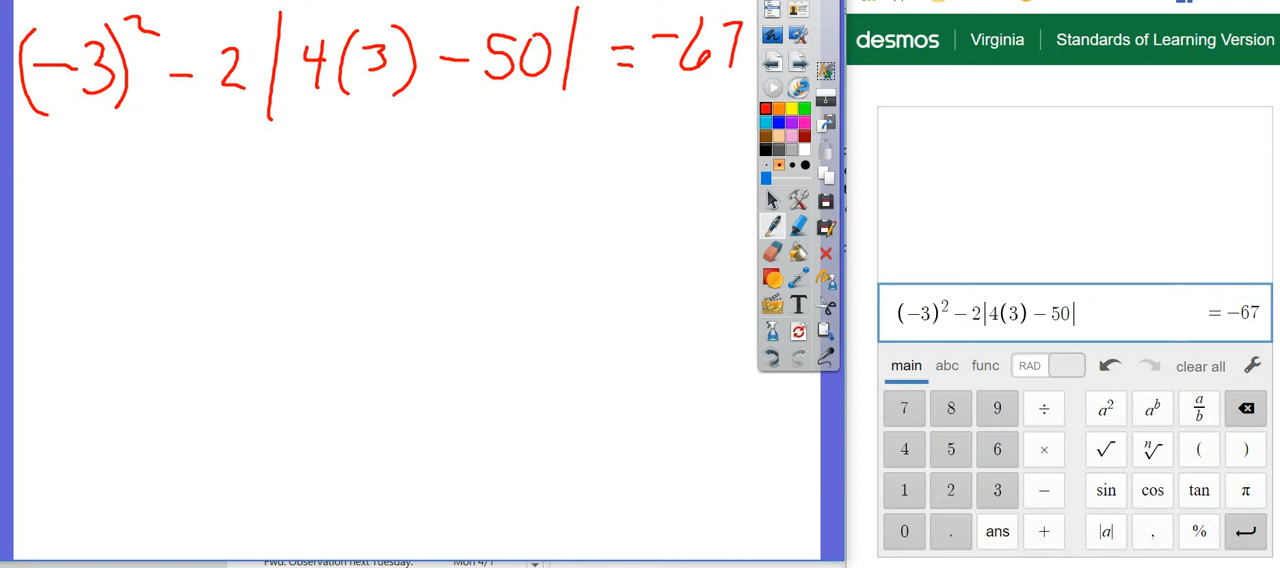 (-3)² - 2|4(3) - 50| = -67
desmos
Virginia
Standards of Learning Version
(−3)² − 2|4(3) − 50|
= −67
main
abc
func
RAD
clear all
7 8 9 ÷ a² aᵇ a/b
4 5 6 × √ ⁿ√ ( )
1 2 3 − sin cos tan π
0 . ans + |a| , %
T
Fwd: Observation next Tuesday.
Mon 4/1